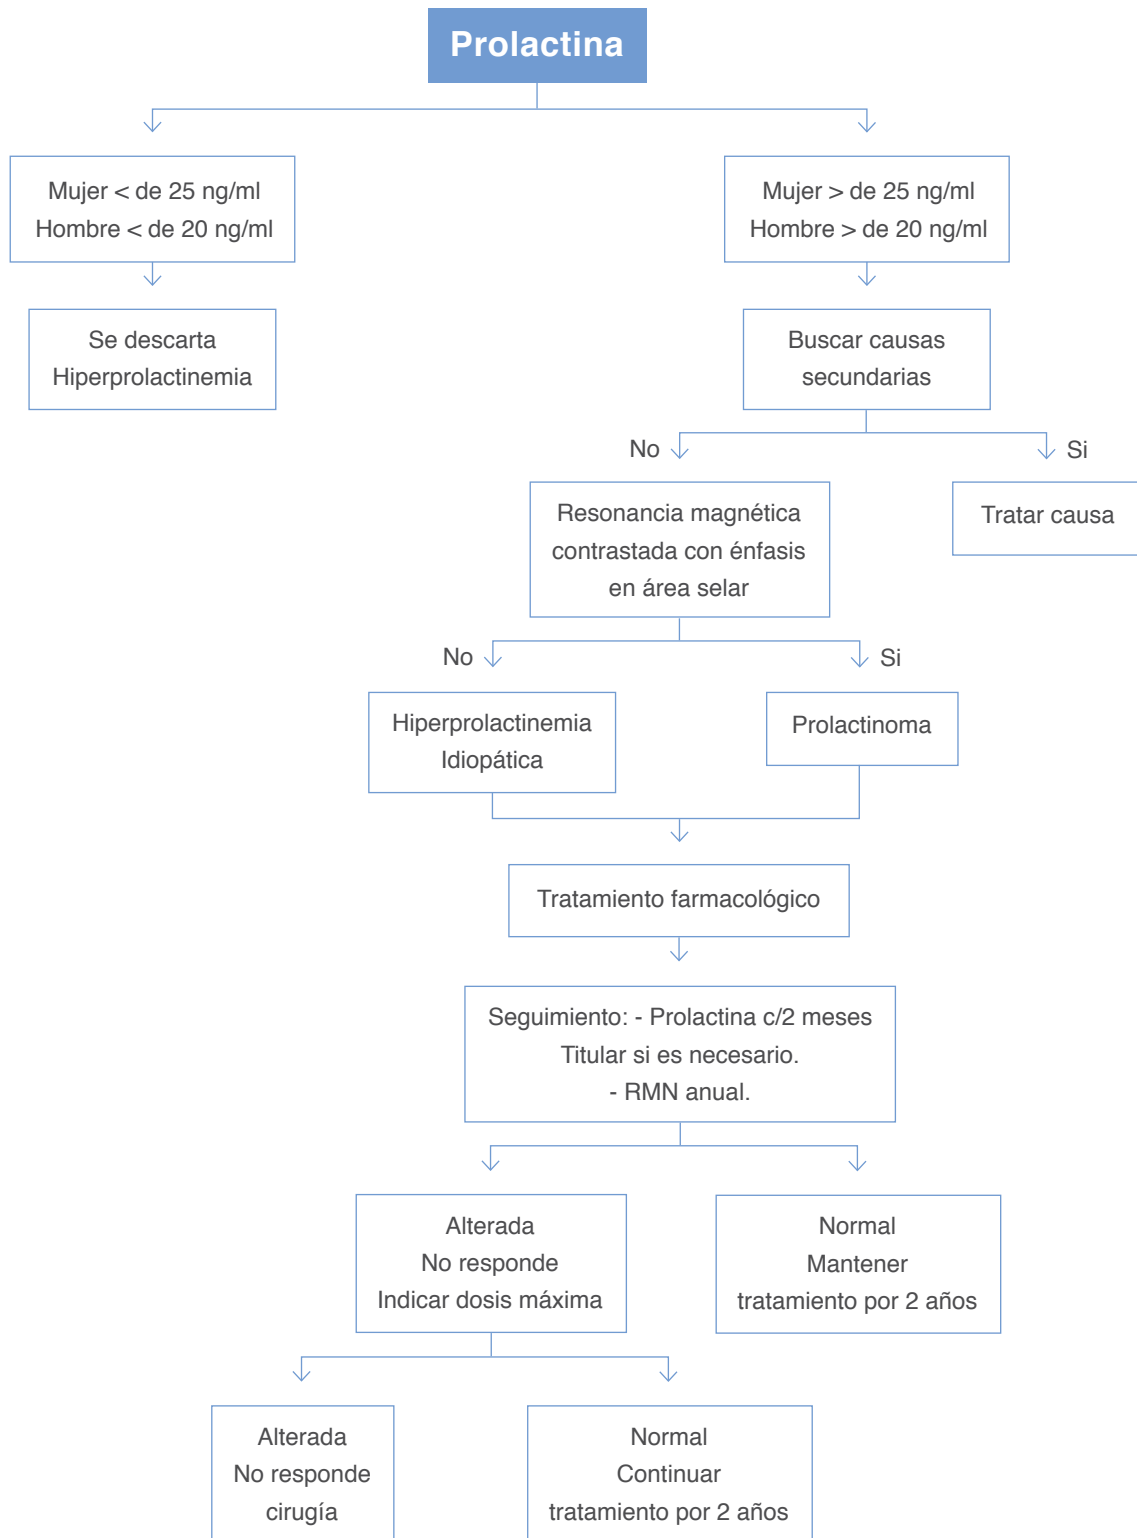 Prolactina
Mujer < de 25 ng/ml
Hombre < de 20 ng/ml
Mujer > de 25 ng/ml
Hombre > de 20 ng/ml
Se descarta
Hiperprolactinemia
Buscar causas
secundarias
No
Si
Resonancia magnética
contrastada con énfasis
en área selar
Tratar causa
No
Si
Hiperprolactinemia
Idiopática
Prolactinoma
Tratamiento farmacológico
Seguimiento: - Prolactina c/2 meses
Titular si es necesario.
- RMN anual.
Alterada
No responde
Indicar dosis máxima
Normal
Mantener
tratamiento por 2 años
Alterada
No responde
cirugía
Normal
Continuar
tratamiento por 2 años